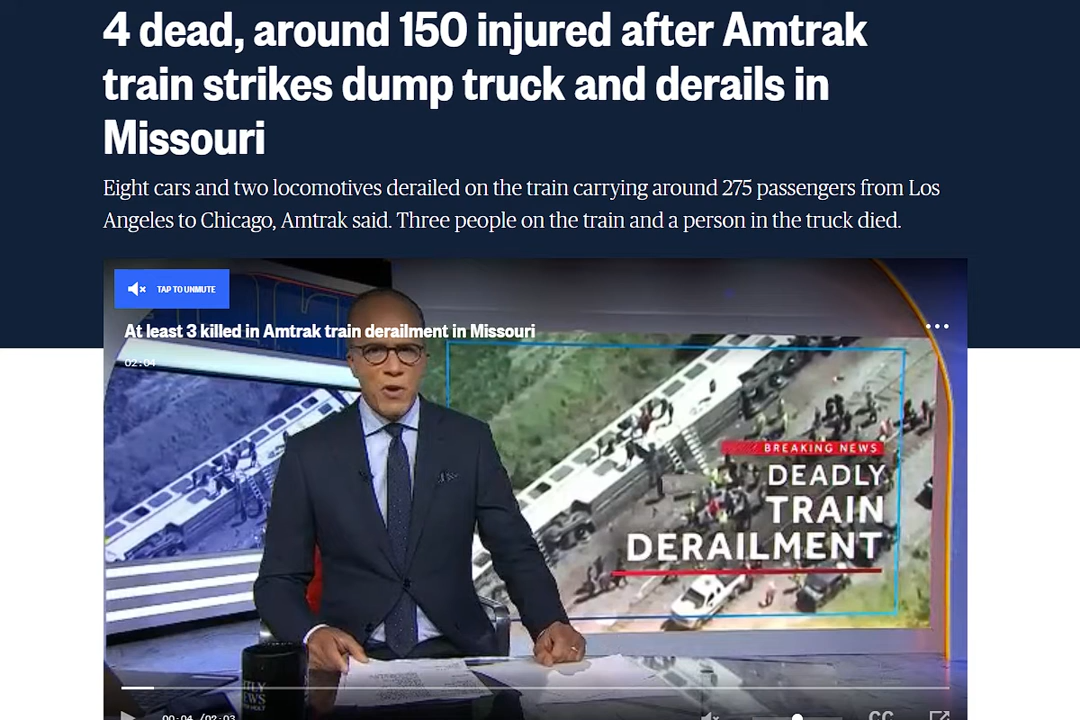 4 dead, around 150 injured after Amtrak
train strikes dump truck and derails in
Missouri
Eight cars and two locomotives derailed on the train carrying around 275 passengers from Los
Angeles to Chicago, Amtrak said. Three people on the train and a person in the truck died.
TAP TO UNMUTE
At least 3 killed in Amtrak train derailment in Missouri
02:04
BREAKING NEWS
DEADLY
TRAIN
DERAILMENT
00:04 /02:03
CC